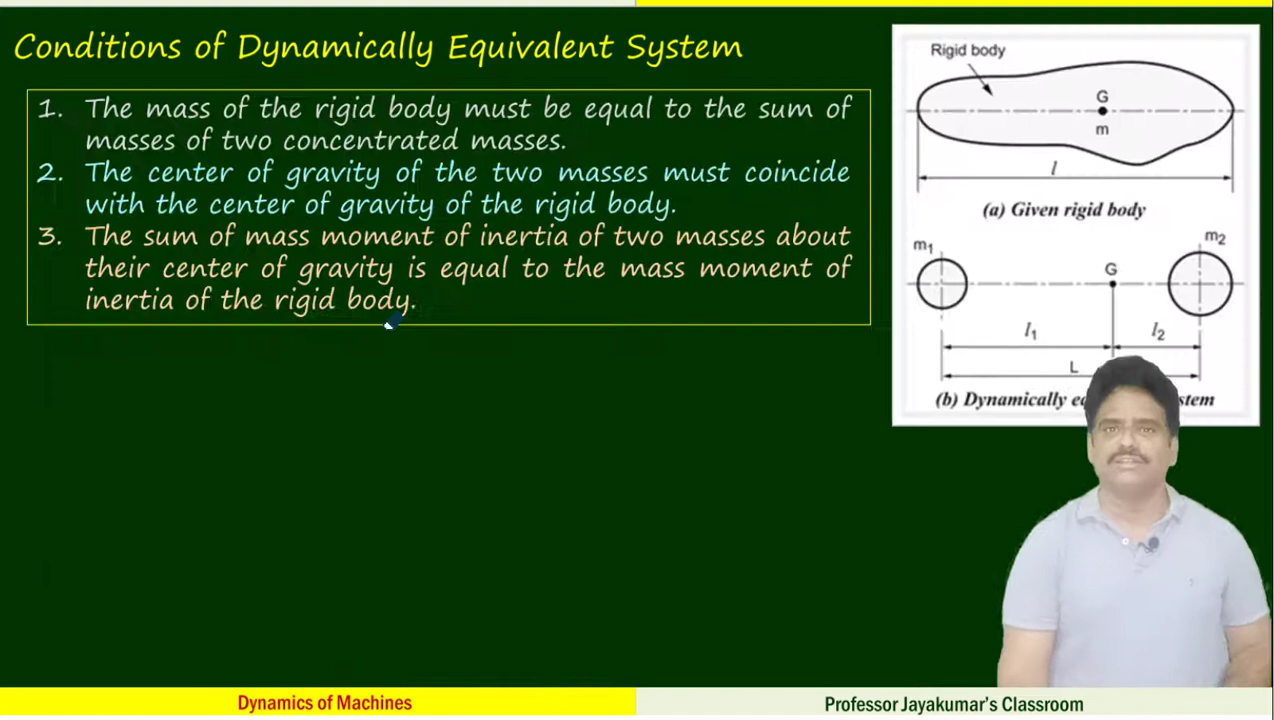 Conditions of Dynamically Equivalent System
1. The mass of the rigid body must be equal to the sum of
masses of two concentrated masses.
2. The center of gravity of the two masses must coincide
with the center of gravity of the rigid body.
3. The sum of mass moment of inertia of two masses about
their center of gravity is equal to the mass moment of
inertia of the rigid body.
Rigid body
G
m
l
(a) Given rigid body
m1
m2
G
l1
l2
L
(b) Dynamically
Dynamics of Machines
Professor Jayakumar's Classroom